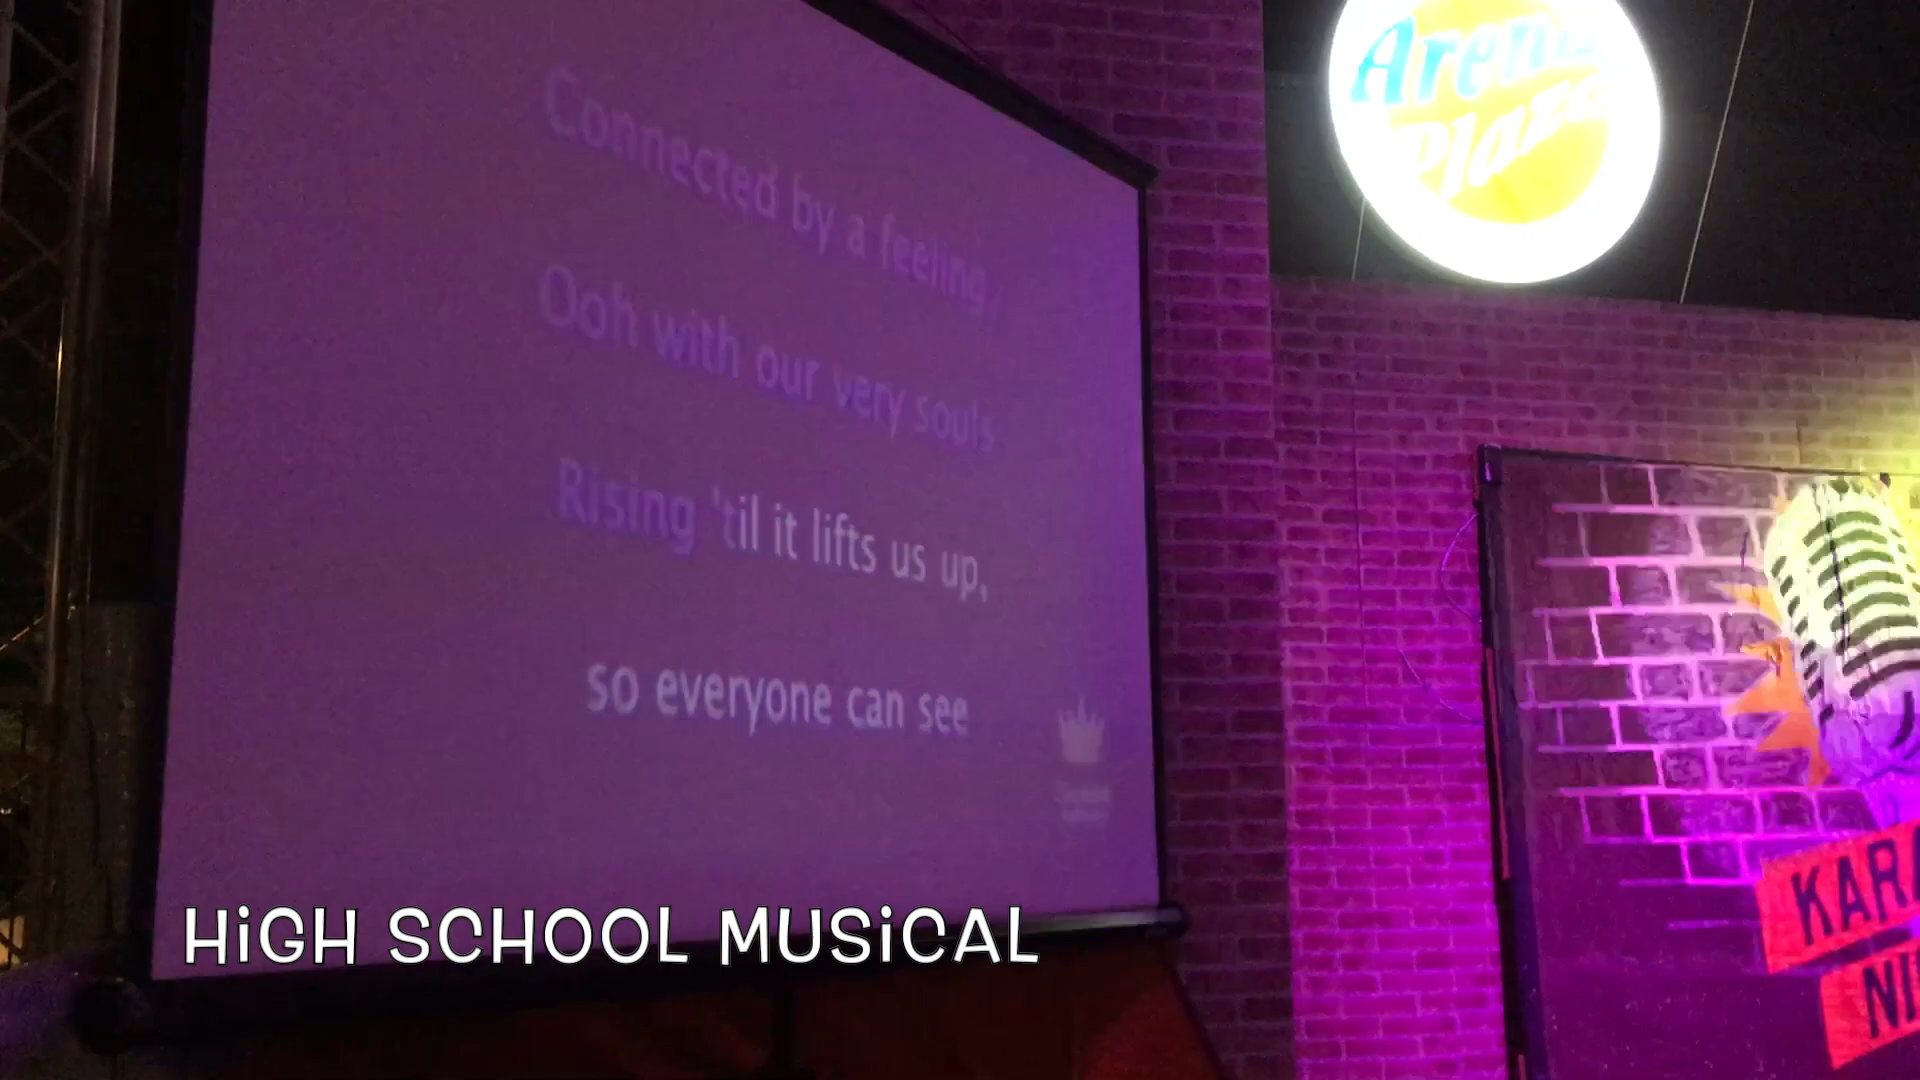 Connected by a feeling,
Ooh with our very souls
Rising 'til it lifts us up,
so everyone can see
Arena
Plaza
KARA
NI
HiGH SCHOOL MUSiCAL